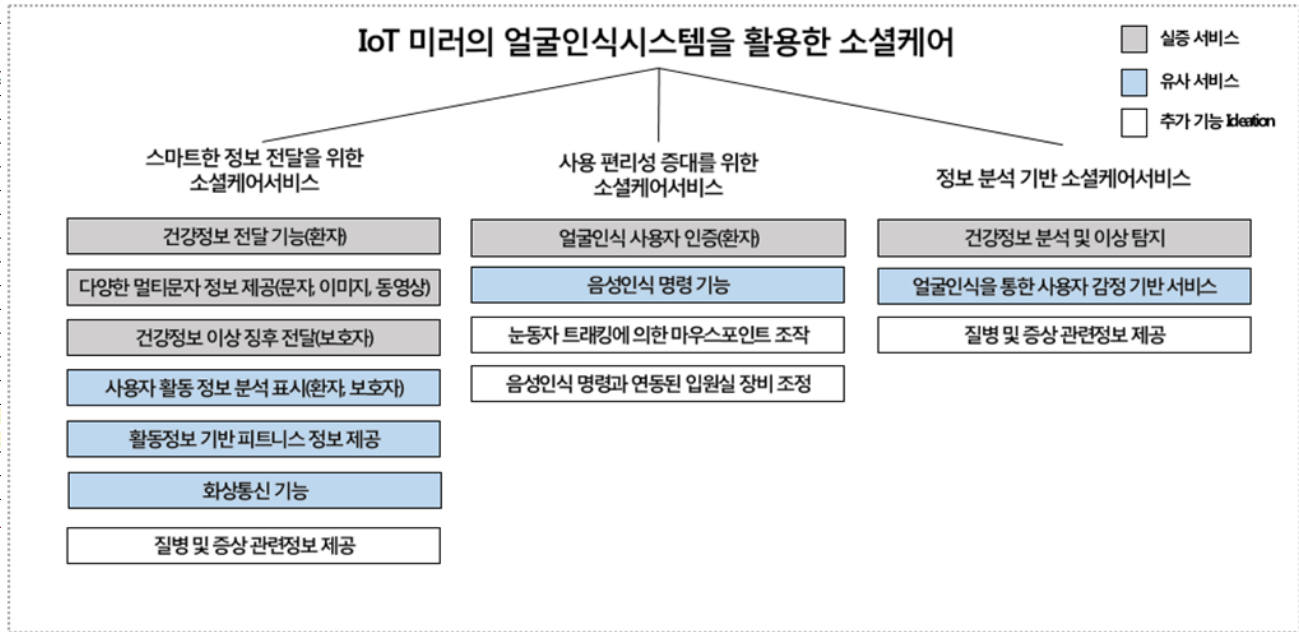 IoT 미러의 얼굴인식시스템을 활용한 소셜케어
실증 서비스
유사 서비스
추가 기능 Ideation
스마트한 정보 전달을 위한
소셜케어서비스
건강정보 전달 기능(환자)
다양한 멀티문자 정보 제공(문자, 이미지, 동영상)
건강정보 이상 징후 전달(보호자)
사용자 활동 정보 분석 표시(환자, 보호자)
활동정보 기반 피트니스 정보 제공
화상통신 기능
질병 및 증상 관련정보 제공
사용 편리성 증대를 위한
소셜케어서비스
얼굴인식 사용자 인증(환자)
음성인식 명령 기능
눈동자 트래킹에 의한 마우스포인트 조작
음성인식 명령과 연동된 입원실 장비 조정
정보 분석 기반 소셜케어서비스
건강정보 분석 및 이상 탐지
얼굴인식을 통한 사용자 감정 기반 서비스
질병 및 증상 관련정보 제공